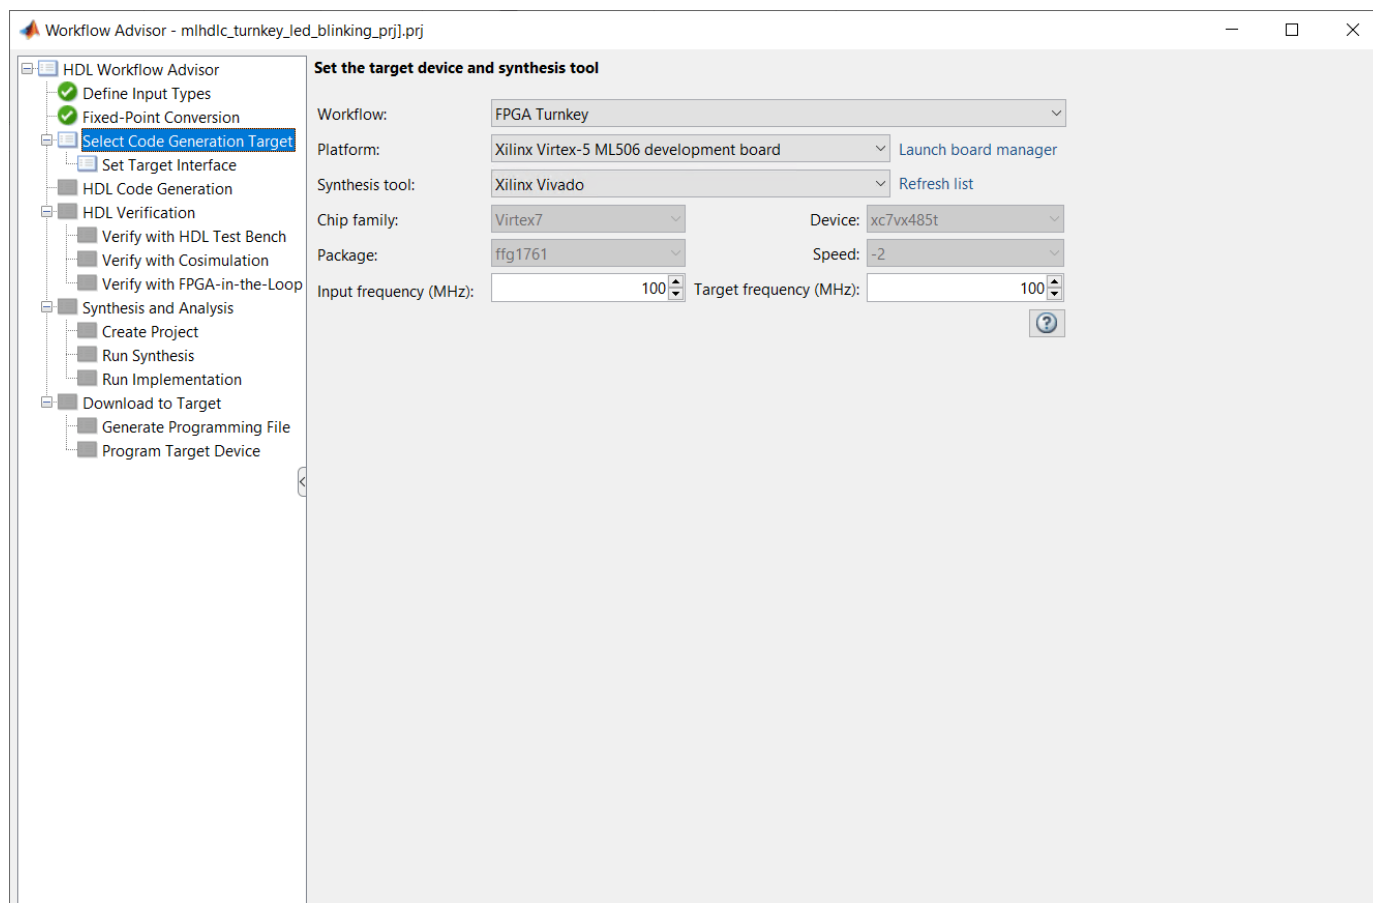 Workflow Advisor - mlhdlc_turnkey_led_blinking_prj].prj
HDL Workflow Advisor
Define Input Types
Fixed-Point Conversion
Select Code Generation Target
Set Target Interface
HDL Code Generation
HDL Verification
Verify with HDL Test Bench
Verify with Cosimulation
Verify with FPGA-in-the-Loop
Synthesis and Analysis
Create Project
Run Synthesis
Run Implementation
Download to Target
Generate Programming File
Program Target Device
Set the target device and synthesis tool
Workflow: FPGA Turnkey
Platform: Xilinx Virtex-5 ML506 development board Launch board manager
Synthesis tool: Xilinx Vivado Refresh list
Chip family: Virtex7 Device: xc7vx485t
Package: ffg1761 Speed: -2
Input frequency (MHz): 100 Target frequency (MHz): 100